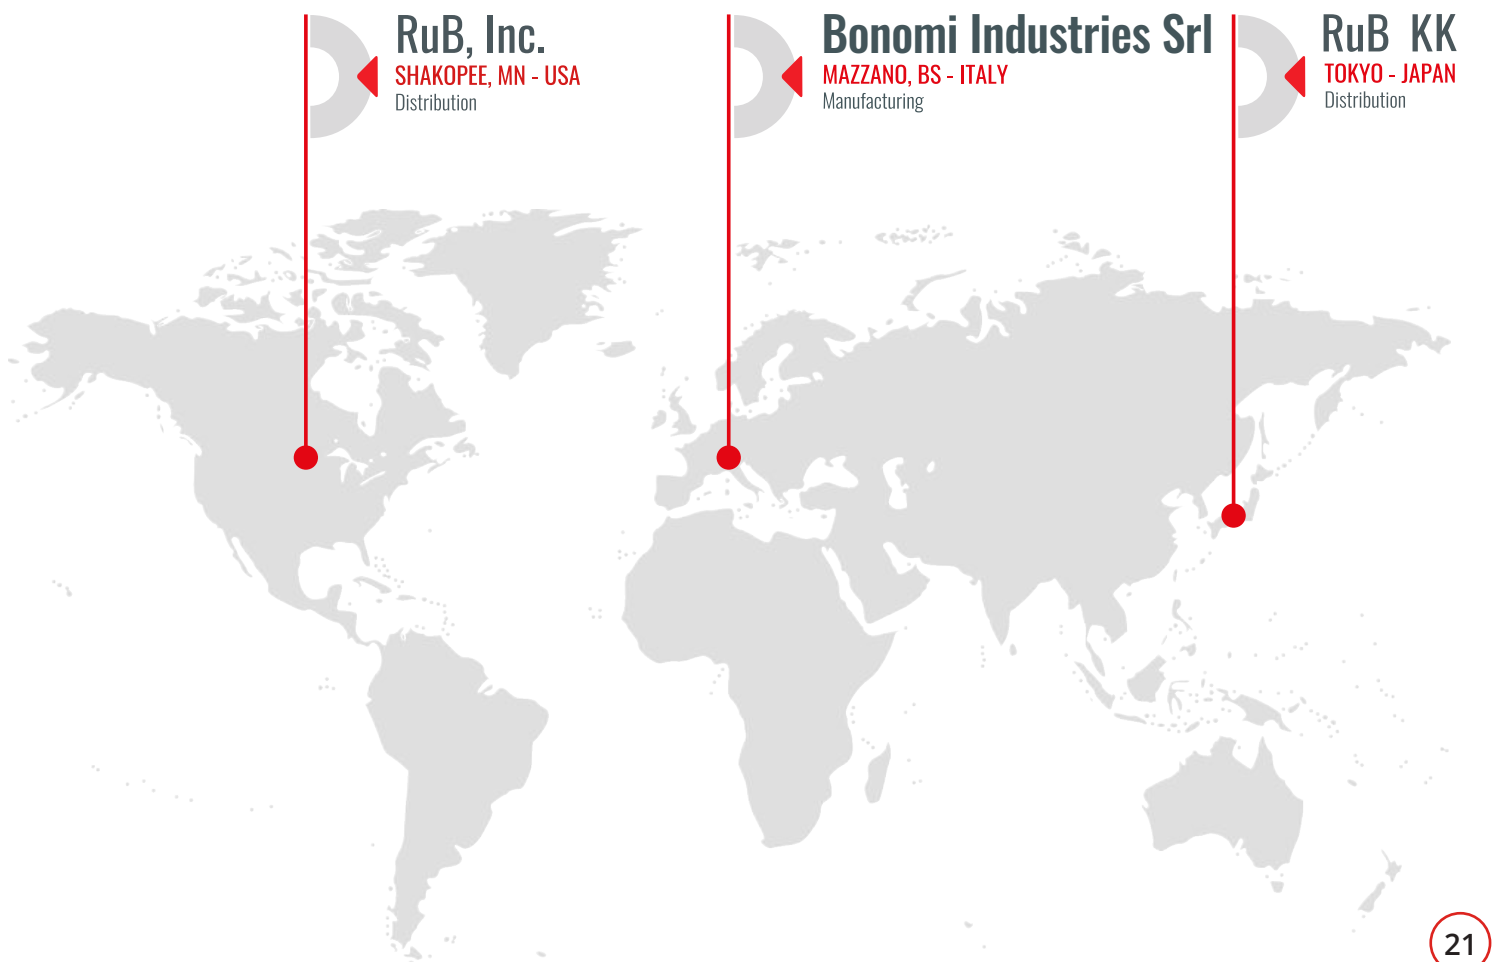 RuB, Inc.
SHAKOPEE, MN - USA
Distribution
Bonomi Industries Srl
MAZZANO, BS - ITALY
Manufacturing
RuB KK
TOKYO - JAPAN
Distribution
21